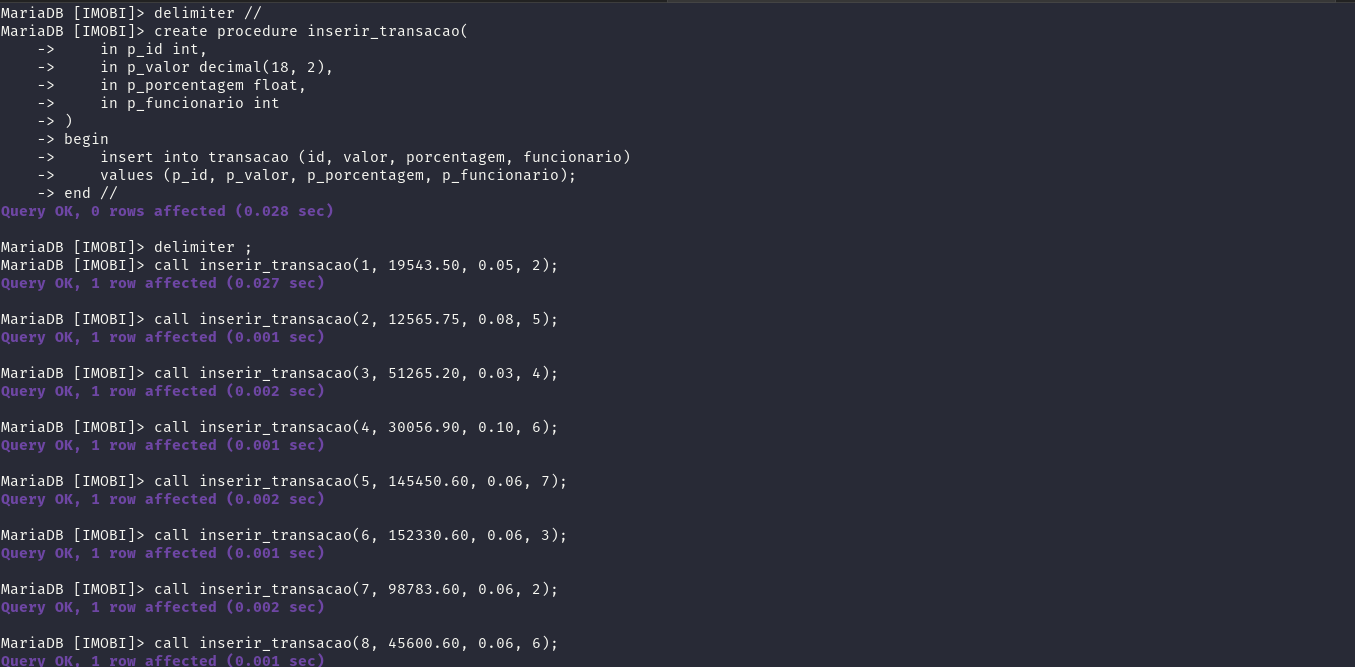 MariaDB [IMOBI]> delimiter //
MariaDB [IMOBI]> create procedure inserir_transacao(
    ->     in p_id int,
    ->     in p_valor decimal(18, 2),
    ->     in p_porcentagem float,
    ->     in p_funcionario int
    -> )
    -> begin
    ->     insert into transacao (id, valor, porcentagem, funcionario)
    ->     values (p_id, p_valor, p_porcentagem, p_funcionario);
    -> end //
Query OK, 0 rows affected (0.028 sec)

MariaDB [IMOBI]> delimiter ;
MariaDB [IMOBI]> call inserir_transacao(1, 19543.50, 0.05, 2);
Query OK, 1 row affected (0.027 sec)

MariaDB [IMOBI]> call inserir_transacao(2, 12565.75, 0.08, 5);
Query OK, 1 row affected (0.001 sec)

MariaDB [IMOBI]> call inserir_transacao(3, 51265.20, 0.03, 4);
Query OK, 1 row affected (0.002 sec)

MariaDB [IMOBI]> call inserir_transacao(4, 30056.90, 0.10, 6);
Query OK, 1 row affected (0.001 sec)

MariaDB [IMOBI]> call inserir_transacao(5, 145450.60, 0.06, 7);
Query OK, 1 row affected (0.002 sec)

MariaDB [IMOBI]> call inserir_transacao(6, 152330.60, 0.06, 3);
Query OK, 1 row affected (0.001 sec)

MariaDB [IMOBI]> call inserir_transacao(7, 98783.60, 0.06, 2);
Query OK, 1 row affected (0.002 sec)

MariaDB [IMOBI]> call inserir_transacao(8, 45600.60, 0.06, 6);
Query OK, 1 row affected (0.001 sec)